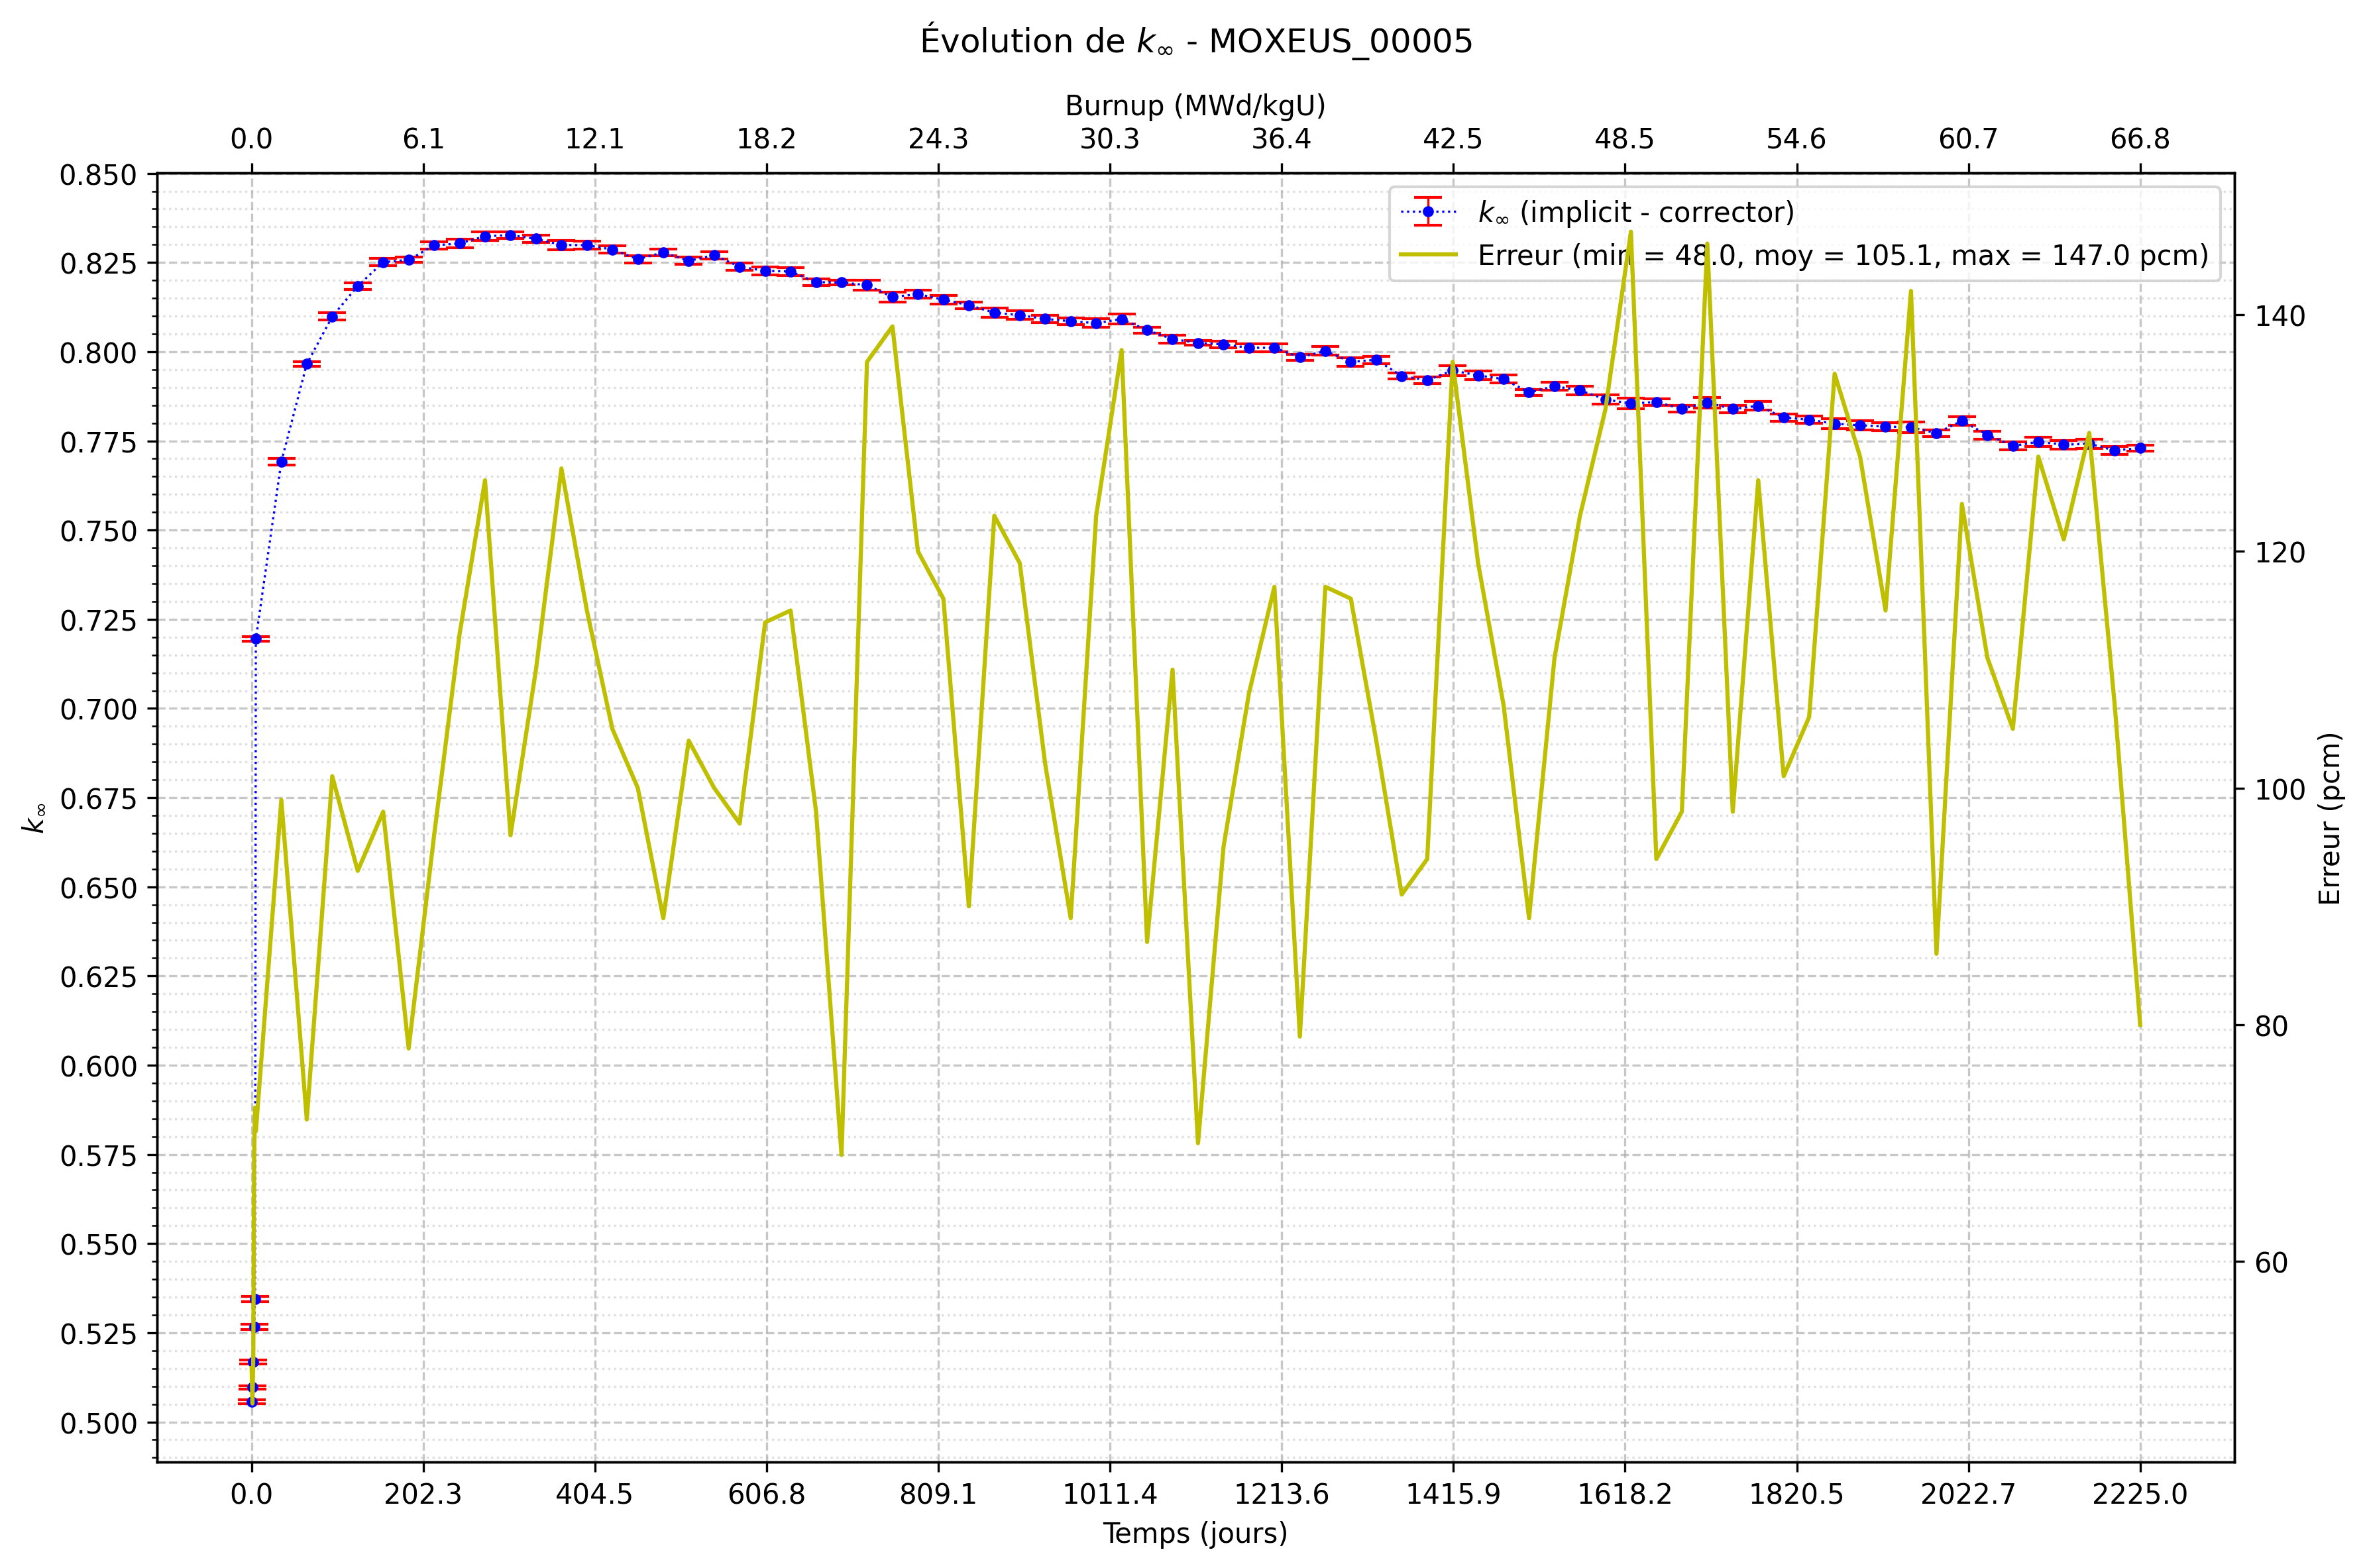 Évolution de k∞ - MOXEUS_00005
Burnup (MWd/kgU)
0.0 6.1 12.1 18.2 24.3 30.3 36.4 42.5 48.5 54.6 60.7 66.8
k∞ (implicit - corrector)
Erreur (min = 48.0, moy = 105.1, max = 147.0 pcm)
0.850
0.825
0.800
0.775
0.750
0.725
0.700
0.675
0.650
0.625
0.600
0.575
0.550
0.525
0.500
k∞
140
120
100
80
60
Erreur (pcm)
0.0 202.3 404.5 606.8 809.1 1011.4 1213.6 1415.9 1618.2 1820.5 2022.7 2225.0
Temps (jours)